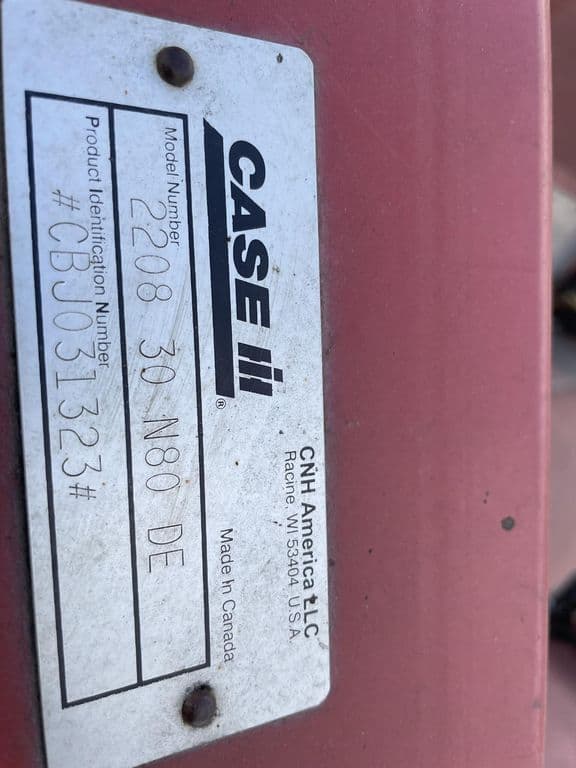 CASE III®
CNH America LLC
Racine, WI 53404 U.S.A.
Made In Canada
Model Number
2208 30 N80 DE
Product Identification Number
#CBJ031323#